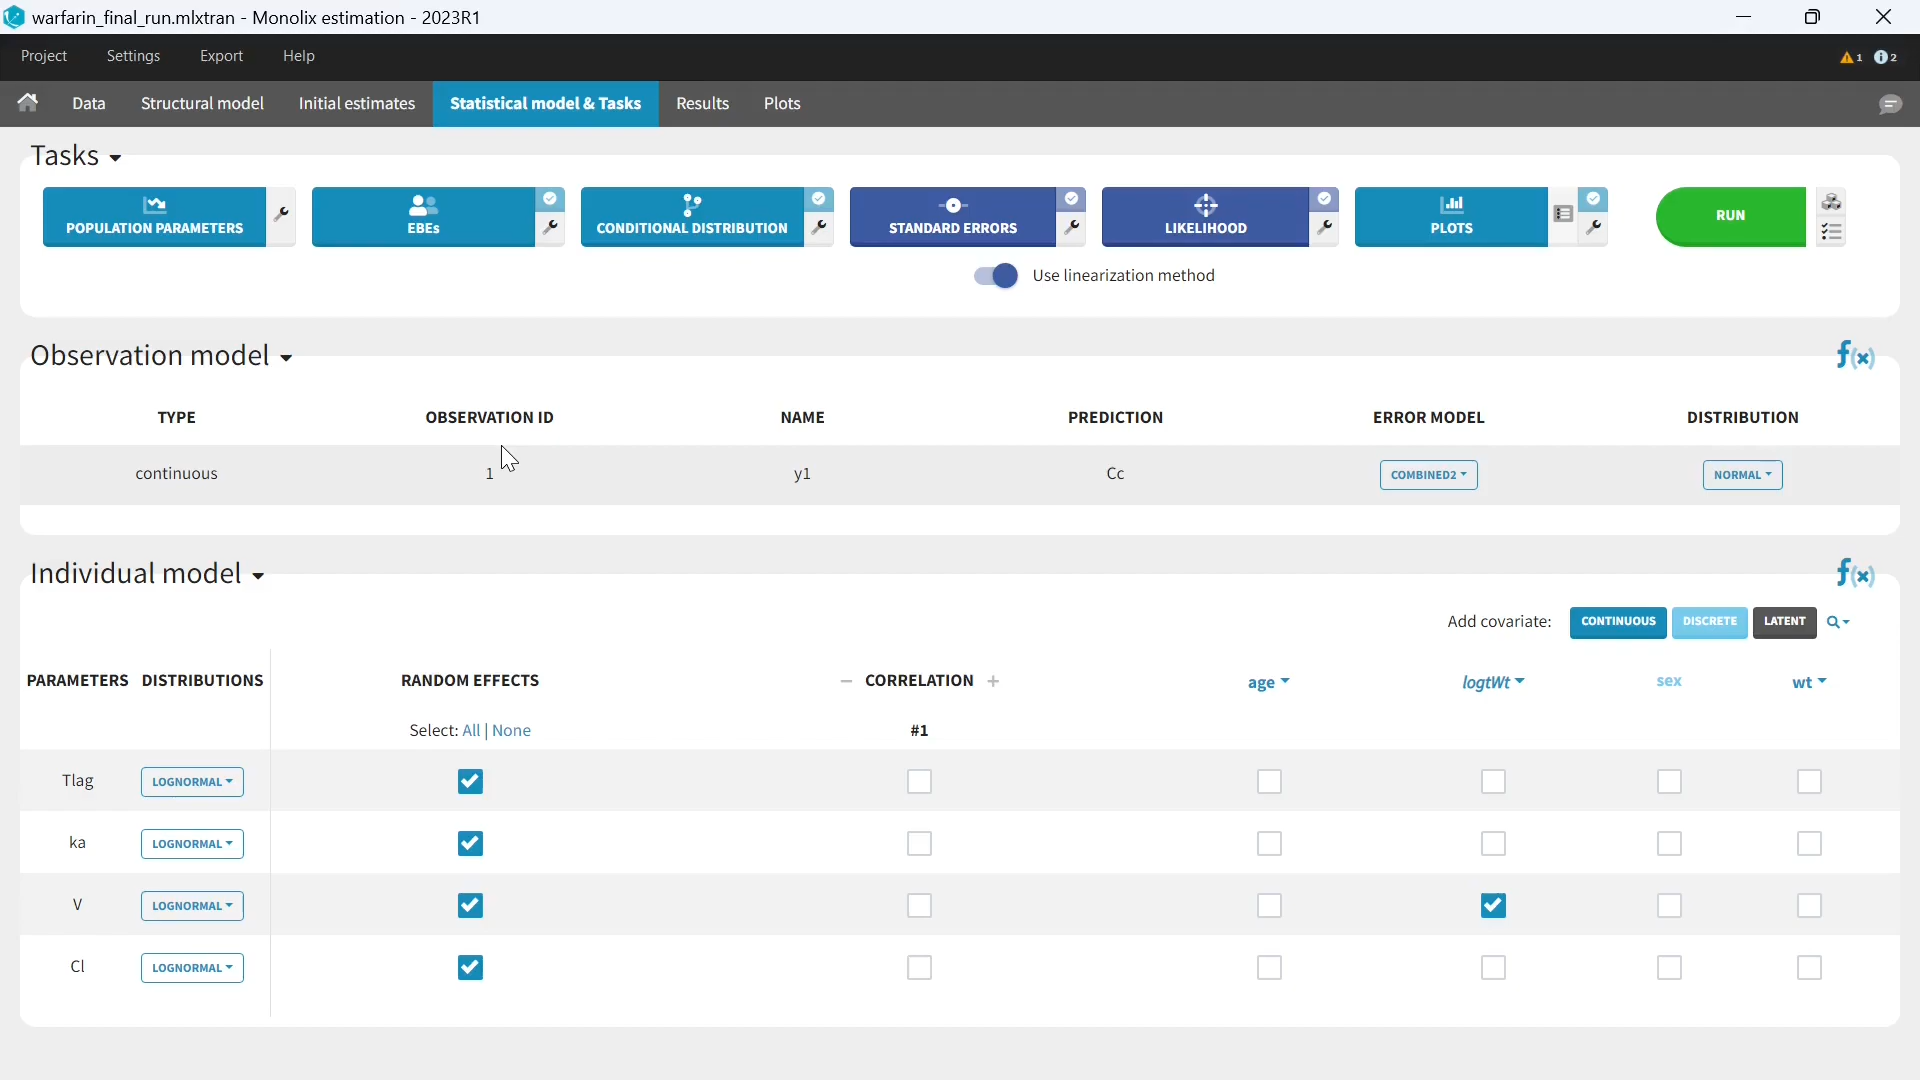 warfarin_final_run.mlxtran - Monolix estimation - 2023R1
Project Settings Export Help 1 2
Data Structural model Initial estimates Statistical model & Tasks Results Plots
Tasks
POPULATION PARAMETERS EBEs CONDITIONAL DISTRIBUTION STANDARD ERRORS LIKELIHOOD PLOTS RUN
Use linearization method
Observation model f(x)
TYPE OBSERVATION ID NAME PREDICTION ERROR MODEL DISTRIBUTION
continuous 1 y1 Cc COMBINED2 NORMAL
Individual model f(x)
Add covariate: CONTINUOUS DISCRETE LATENT
PARAMETERS DISTRIBUTIONS RANDOM EFFECTS − CORRELATION + age logtWt sex wt
Select: All | None #1
Tlag LOGNORMAL
ka LOGNORMAL
V LOGNORMAL
Cl LOGNORMAL